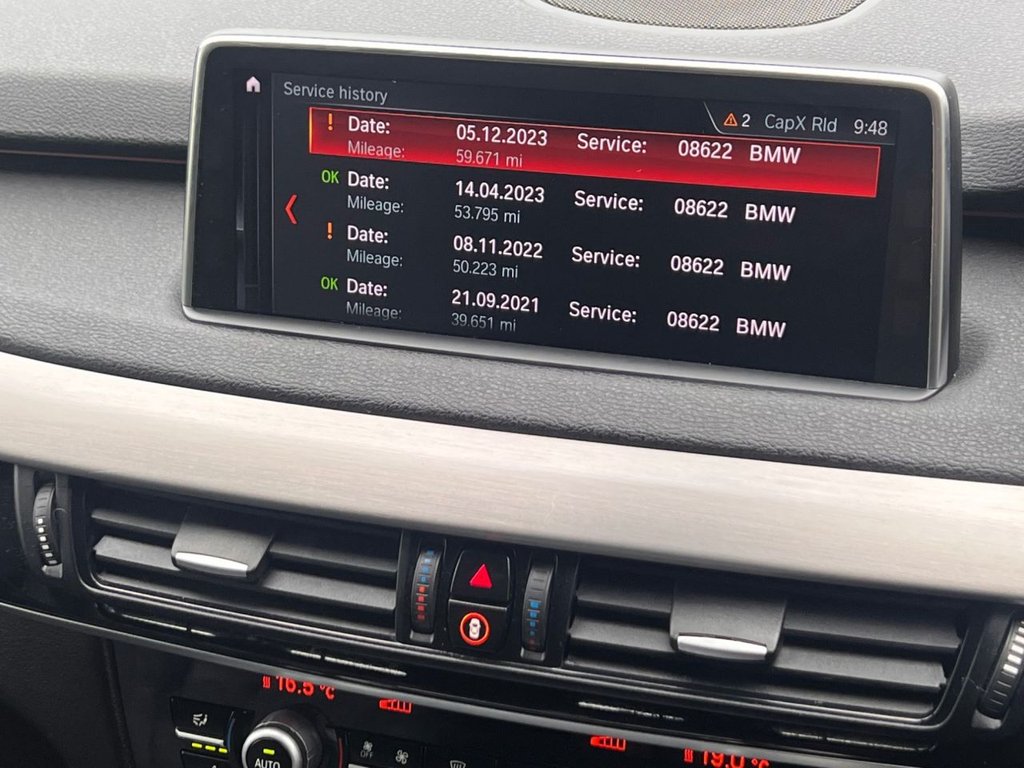 Service history
2 CapX Rld 9:48
! Date: 05.12.2023 Service: 08622 BMW
Mileage: 59.671 mi
OK Date: 14.04.2023 Service: 08622 BMW
Mileage: 53.795 mi
! Date: 08.11.2022 Service: 08622 BMW
Mileage: 50.223 mi
OK Date: 21.09.2021 Service: 08622 BMW
Mileage: 39.651 mi
16.5 °C
19.0 °C
AUTO
OFF